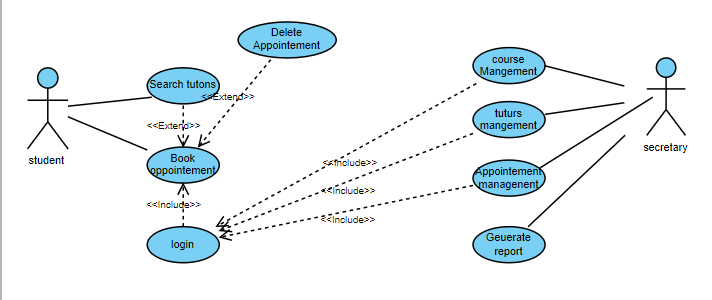 Delete
Appointement
course
Mangement
Search tutons
<<Extend>>
tuturs
mangement
<<Extend>>
student
secretary
Book
oppointement
<<Include>>
Appointement
managenent
<<Include>>
<<Include>>
<<Include>>
login
Geuerate
report